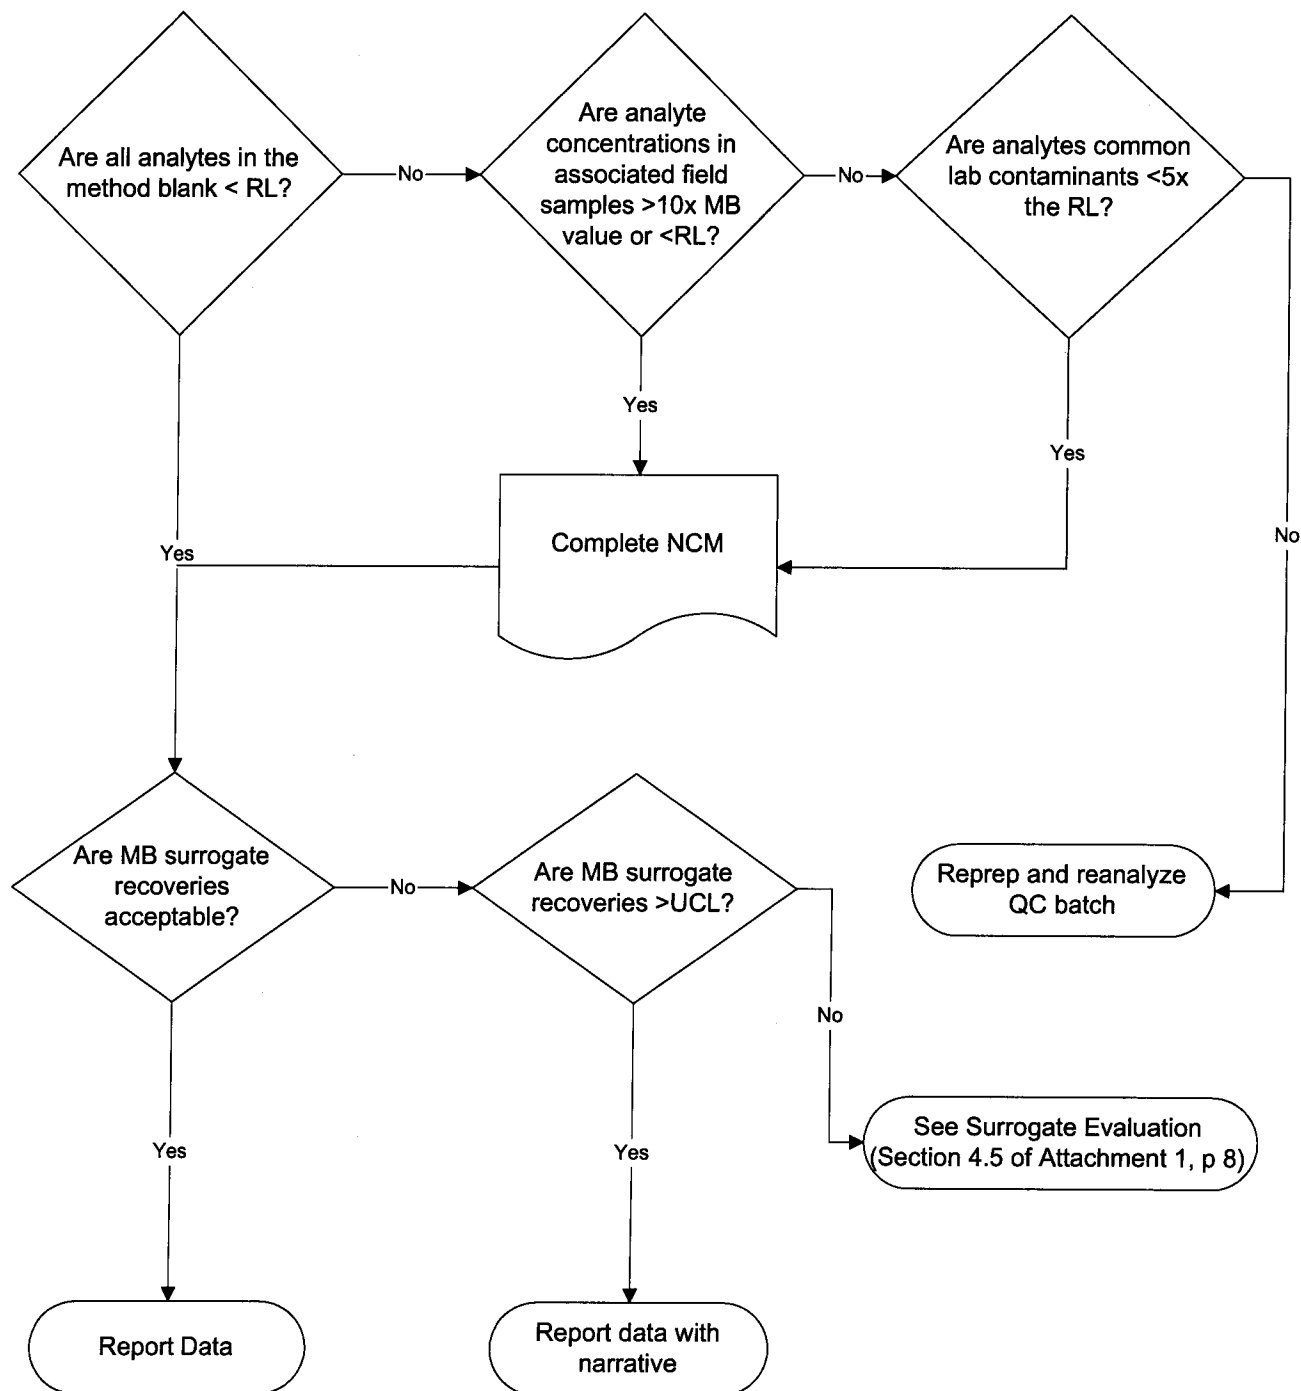 Are all analytes in the
method blank < RL?
No
Are analyte
concentrations in
associated field
samples >10x MB
value or <RL?
No
Are analytes common
lab contaminants <5x
the RL?
Yes
Yes
Yes
No
Complete NCM
Are MB surrogate
recoveries
acceptable?
No
Are MB surrogate
recoveries >UCL?
Reprep and reanalyze
QC batch
No
Yes
Yes
See Surrogate Evaluation
(Section 4.5 of Attachment 1, p 8)
Report Data
Report data with
narrative